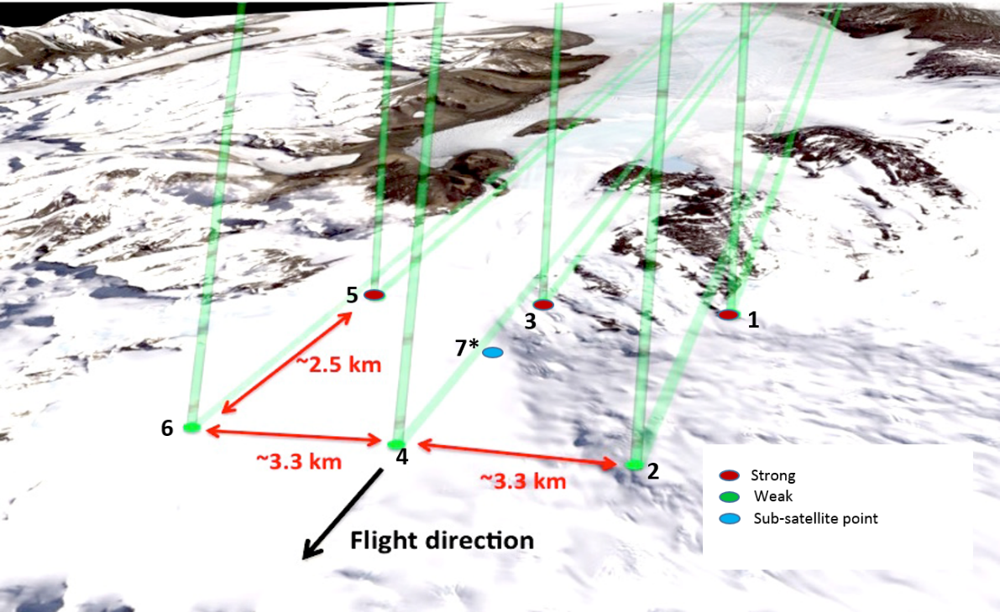 5
3
1
7*
~2.5 km
6
4
2
~3.3 km
~3.3 km
Strong
Weak
Sub-satellite point
Flight direction